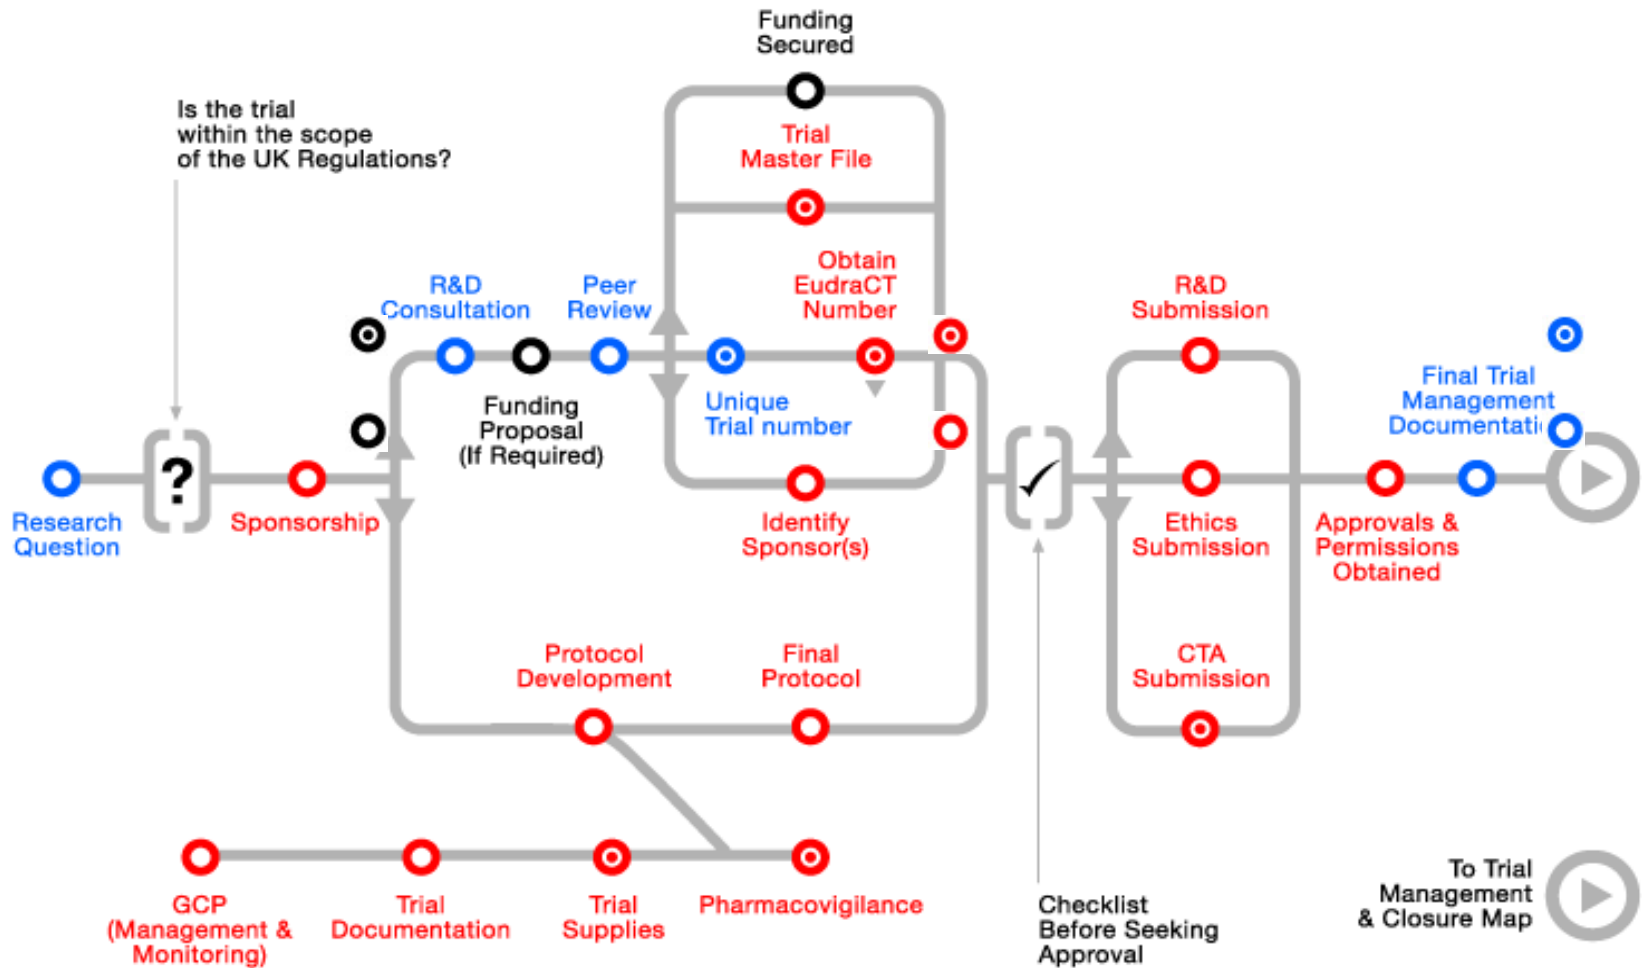 Funding
Secured
Is the trial
within the scope
of the UK Regulations?
Trial
Master File
Obtain
EudraCT
Number
R&D
Consultation
Peer
Review
R&D
Submission
Funding
Proposal
(If Required)
Unique
Trial number
Final Trial
Management
Documentati
?
Research
Question
Sponsorship
Identify
Sponsor(s)
Ethics
Submission
Approvals &
Permissions
Obtained
Protocol
Development
Final
Protocol
CTA
Submission
GCP
(Management &
Monitoring)
Trial
Documentation
Trial
Supplies
Pharmacovigilance
Checklist
Before Seeking
Approval
To Trial
Management
& Closure Map